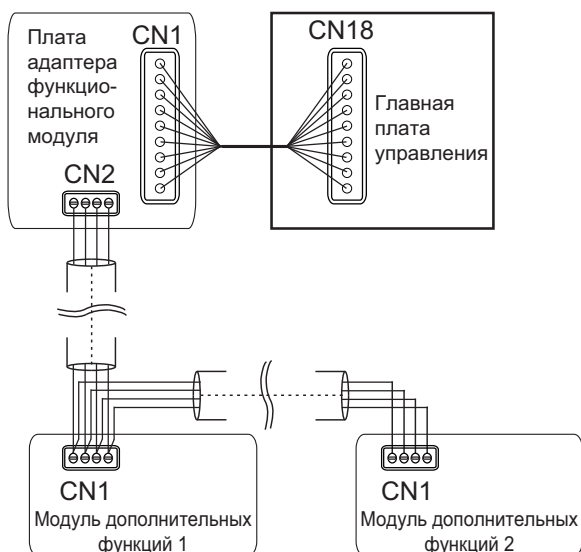 Плата
адаптера
функцио-
нального
модуля
CN1
CN2
CN18
Главная
плата
управления
CN1
Модуль дополнительных
функций 1
CN1
Модуль дополнительных
функций 2